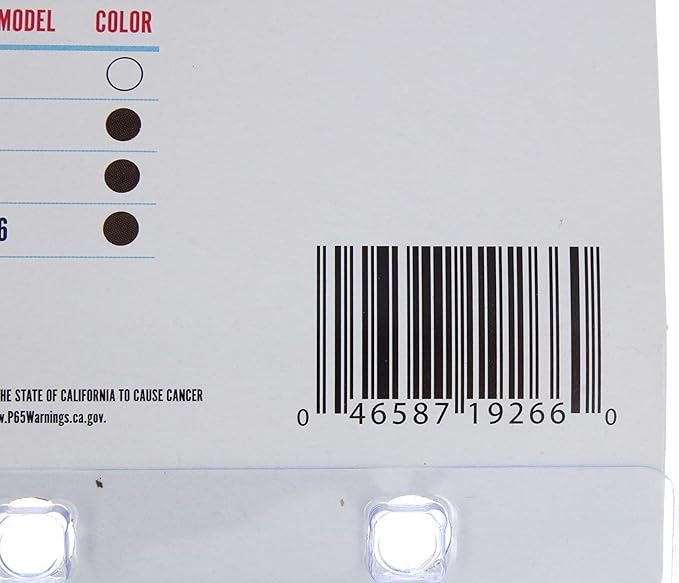 MODEL COLOR
6
HE STATE OF CALIFORNIA TO CAUSE CANCER
w.P65Warnings.ca.gov.
0 46587 19266 0